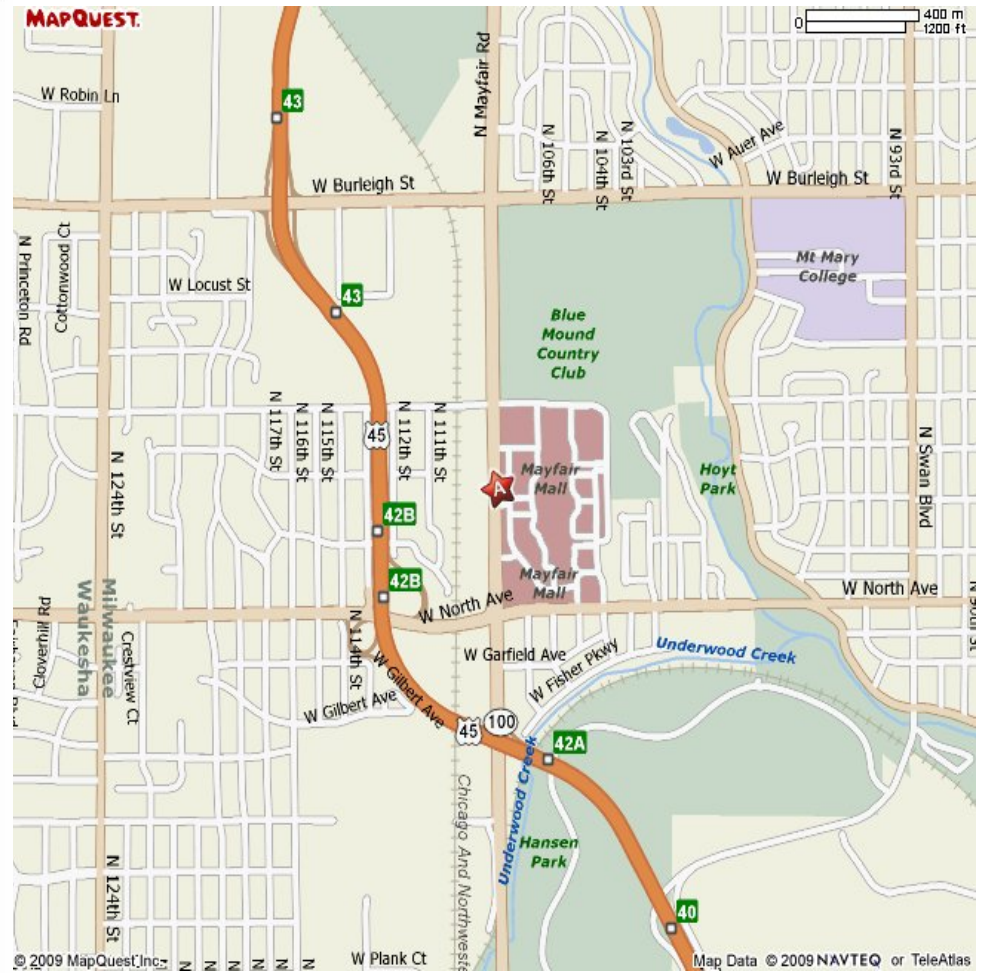 MAPQUEST.
0
400 m
1200 ft
W Robin Ln
43
N Mayfair Rd
N 106th St
N 104th St
N 103rd St
W Auer Ave
N 93rd St
W Burleigh St
W Burleigh St
N Princeton Rd
Cottonwood Ct
W Locust St
43
Mt Mary
College
Blue
Mound
Country
Club
N 117th St
N 116th St
N 115th St
45
N 112th St
N 111th St
N 124th St
A
Mayfair
Mall
Hoyt
Park
N Swan Blvd
42B
42B
Mayfair
Mall
W North Ave
W North Ave
Cloverhill Rd
Waukesha
Milwaukee
Crestview Ct
N 114th St
W Gilbert Ave
W Gilbert Ave
W Garfield Ave
W Fisher Pkwy
Underwood Creek
45
100
42A
Underwood Creek
Chicago And Northweste
Hansen
Park
N 124th St
40
W Plank Ct
© 2009 MapQuest Inc.
Map Data © 2009 NAVTEQ or TeleAtlas